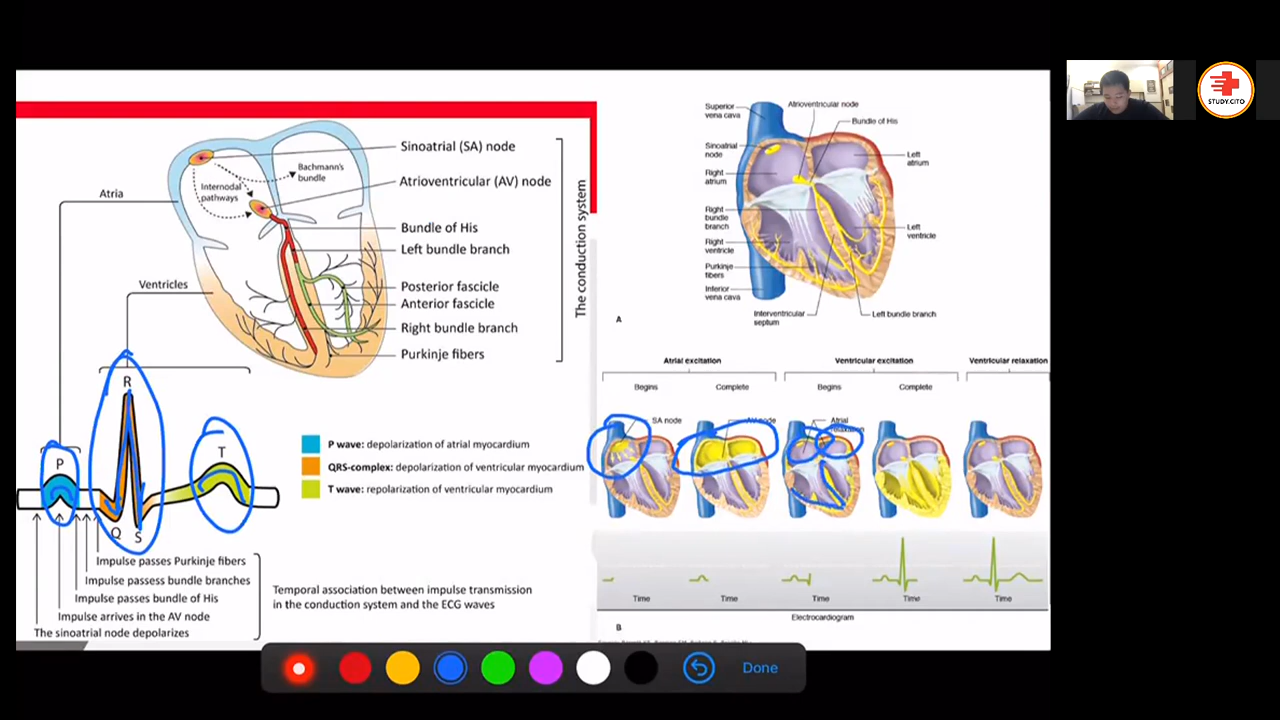 Sinoatrial (SA) node
Bachmann's
bundle
Atrioventricular (AV) node
Internodal
pathways
Atria
Bundle of His
Left bundle branch
Ventricles
Posterior fascicle
Anterior fascicle
Right bundle branch
Purkinje fibers
The conduction system
R
P
T
Q
S
P wave: depolarization of atrial myocardium
QRS-complex: depolarization of ventricular myocardium
T wave: repolarization of ventricular myocardium
Impulse passes Purkinje fibers
Impulse passess bundle branches
Impulse passes bundle of His
Impulse arrives in the AV node
The sinoatrial node depolarizes
Temporal association between impulse transmission
in the conduction system and the ECG waves
Superior
vena cava
Atrioventricular node
Bundle of His
Sinoatrial
node
Left
atrium
Right
atrium
Right
bundle
branch
Left
ventricle
Right
ventricle
Purkinje
fibers
Inferior
vena cava
Interventricular
septum
Left bundle branch
A
Atrial excitation
Ventricular excitation
Ventricular relaxation
Begins
Complete
Begins
Complete
SA node
AV node
Atrial
relaxation
Time
Time
Time
Time
Time
Electrocardiogram
B
Done
STUDY.CITO